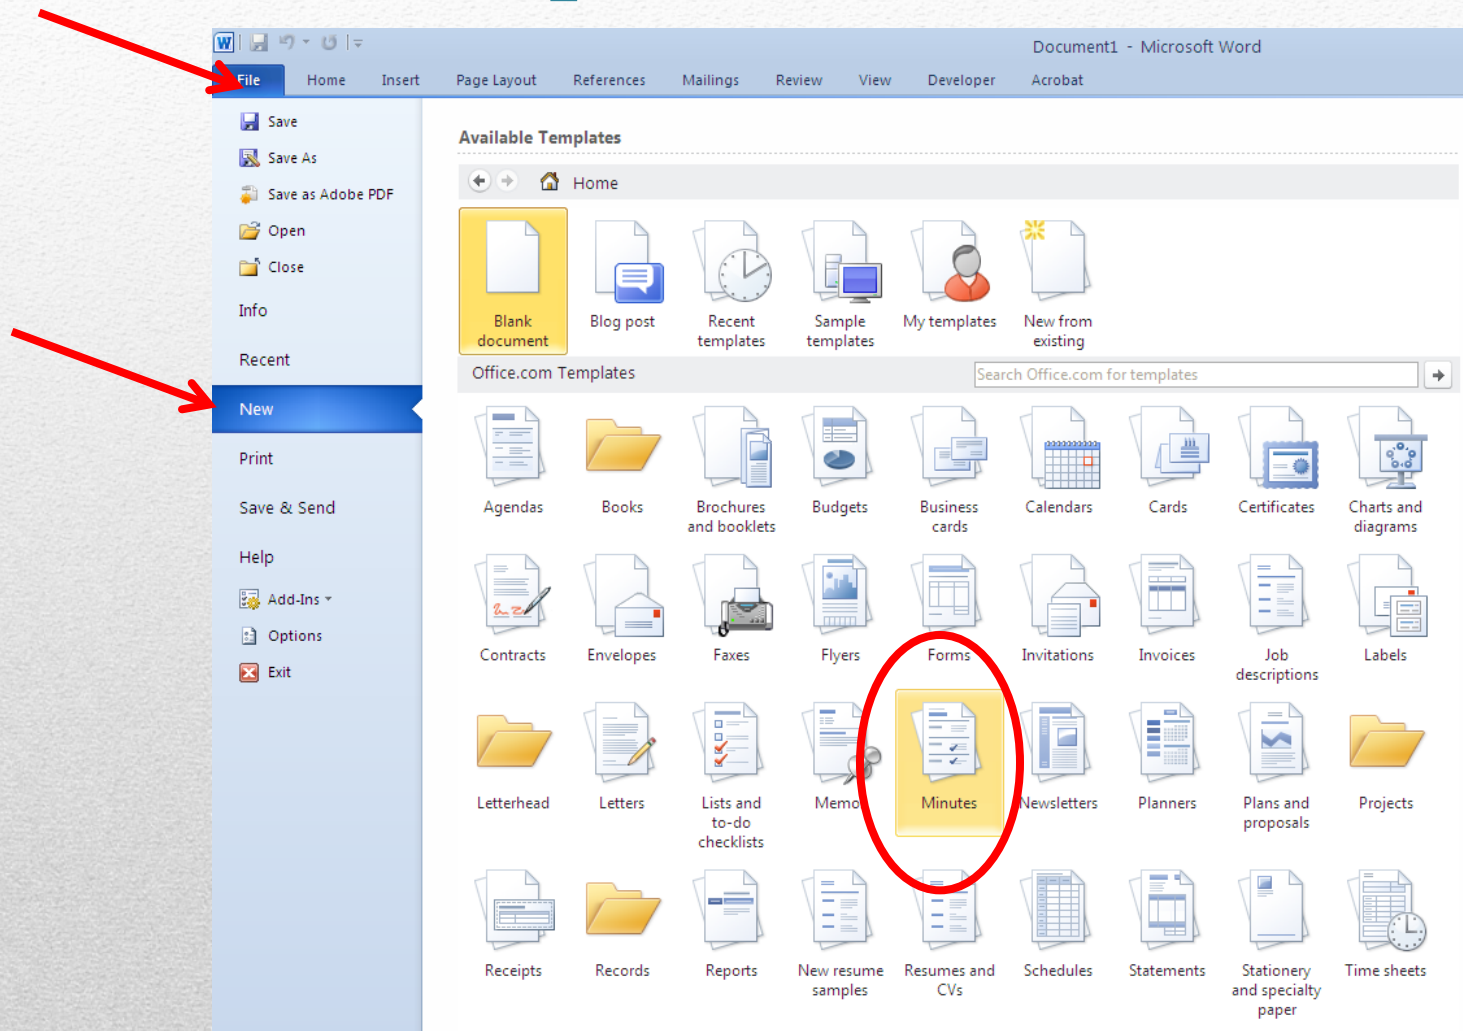 Document1 - Microsoft Word
File Home Insert Page Layout References Mailings Review View Developer Acrobat
Save
Save As
Save as Adobe PDF
Open
Close
Info
Recent
New
Print
Save & Send
Help
Add-Ins
Options
Exit
Available Templates
Home
Blank document
Blog post
Recent templates
Sample templates
My templates
New from existing
Office.com Templates
Search Office.com for templates
Agendas
Books
Brochures and booklets
Budgets
Business cards
Calendars
Cards
Certificates
Charts and diagrams
Contracts
Envelopes
Faxes
Flyers
Forms
Invitations
Invoices
Job descriptions
Labels
Letterhead
Letters
Lists and to-do checklists
Memo
Minutes
Newsletters
Planners
Plans and proposals
Projects
Receipts
Records
Reports
New resume samples
Resumes and CVs
Schedules
Statements
Stationery and specialty paper
Time sheets